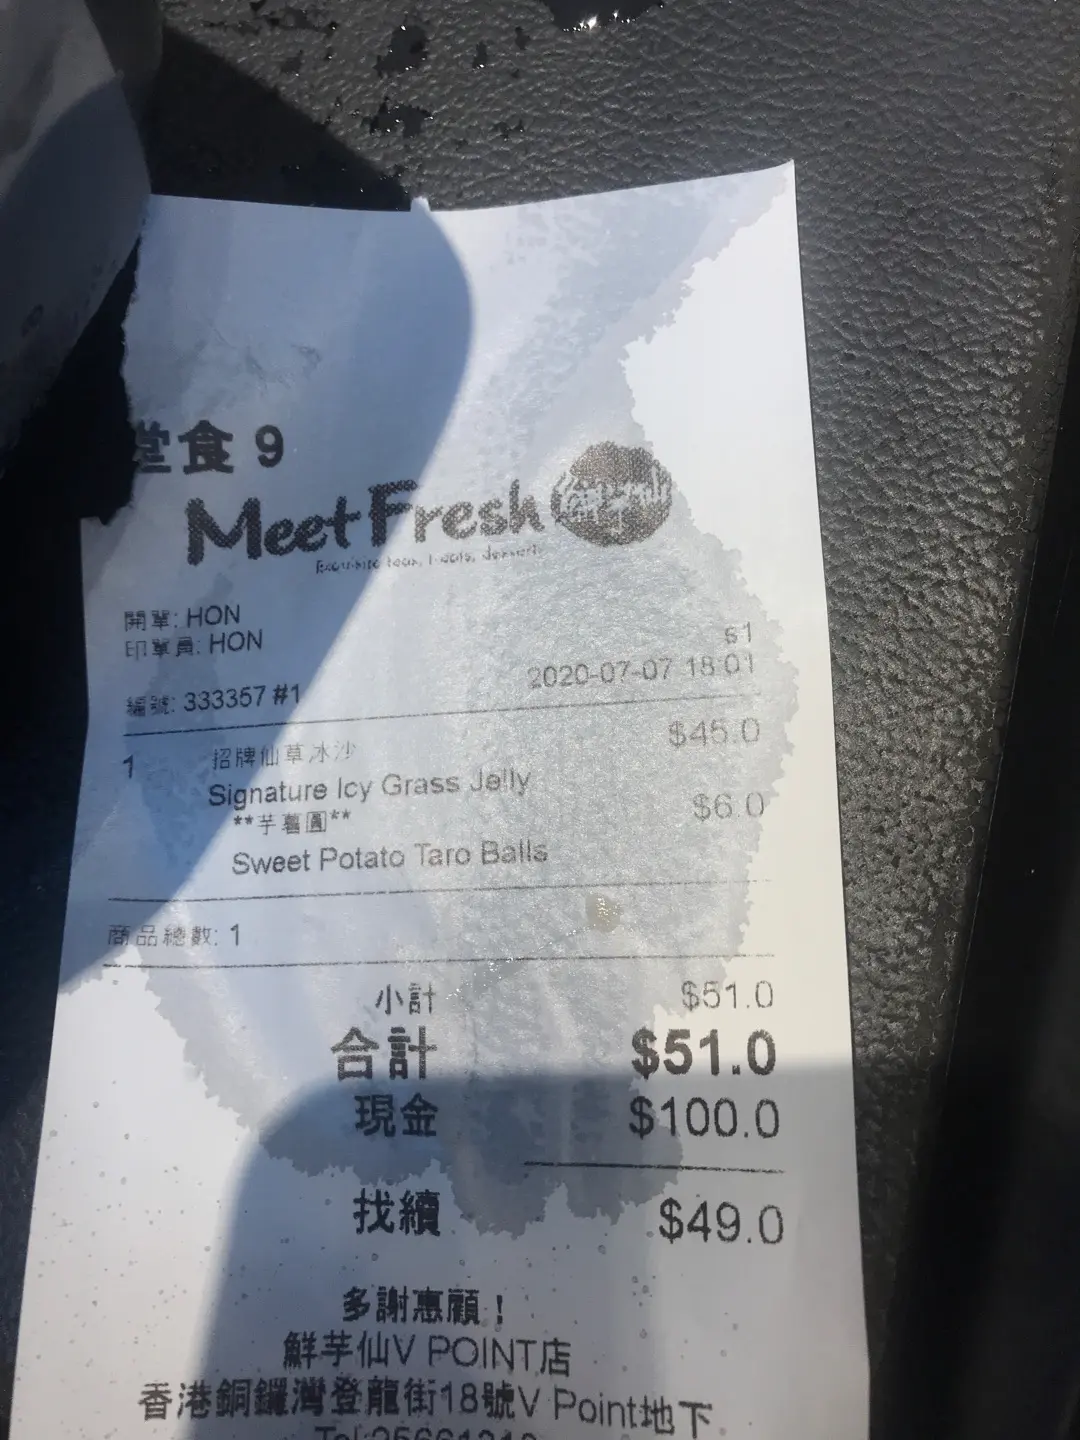 堂食 9
Meet Fresh 鮮芋仙
開單: HON
印單員: HON
s1
2020-07-07 18:01
編號: 333357 #1
1 招牌仙草冰沙 $45.0
Signature Icy Grass Jelly
**芋薯圓** $6.0
Sweet Potato Taro Balls
商品總數: 1
小計 $51.0
合計 $51.0
現金 $100.0
找續 $49.0
多謝惠顧！
鮮芋仙V POINT店
香港銅鑼灣登龍街18號V Point地下